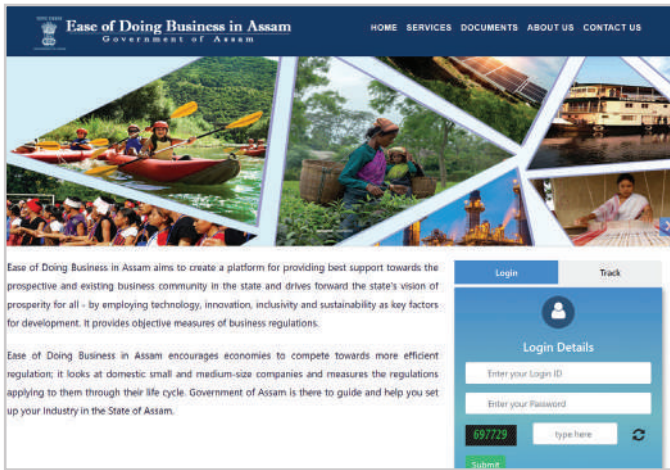 Ease of Doing Business in Assam
Government of Assam
HOME SERVICES DOCUMENTS ABOUT US CONTACT US
Ease of Doing Business in Assam aims to create a platform for providing best support towards the
prospective and existing business community in the state and drives forward the state's vision of
prosperity for all - by employing technology, innovation, inclusivity and sustainability as key factors
for development. It provides objective measures of business regulations.
Ease of Doing Business in Assam encourages economies to compete towards more efficient
regulation; it looks at domestic small and medium-size companies and measures the regulations
applying to them through their life cycle. Government of Assam is there to guide and help you set
up your Industry in the State of Assam.
Login Track
Login Details
Enter your Login ID
Enter your Password
697729 type here
Submit